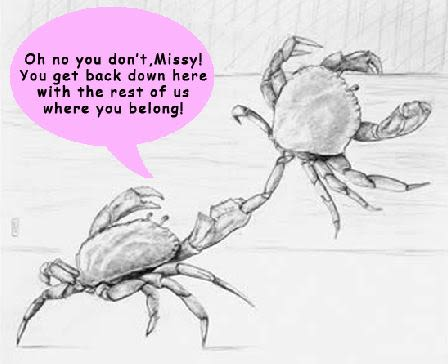 Oh no you don't,Missy!
You get back down here
with the rest of us
where you belong!